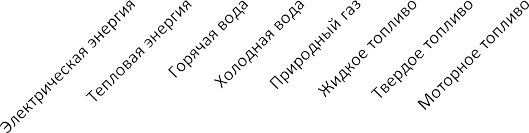 Электрическая энергия
Тепловая энергия
Горячая вода
Холодная вода
Природный газ
Жидкое топливо
Твердое топливо
Моторное топливо